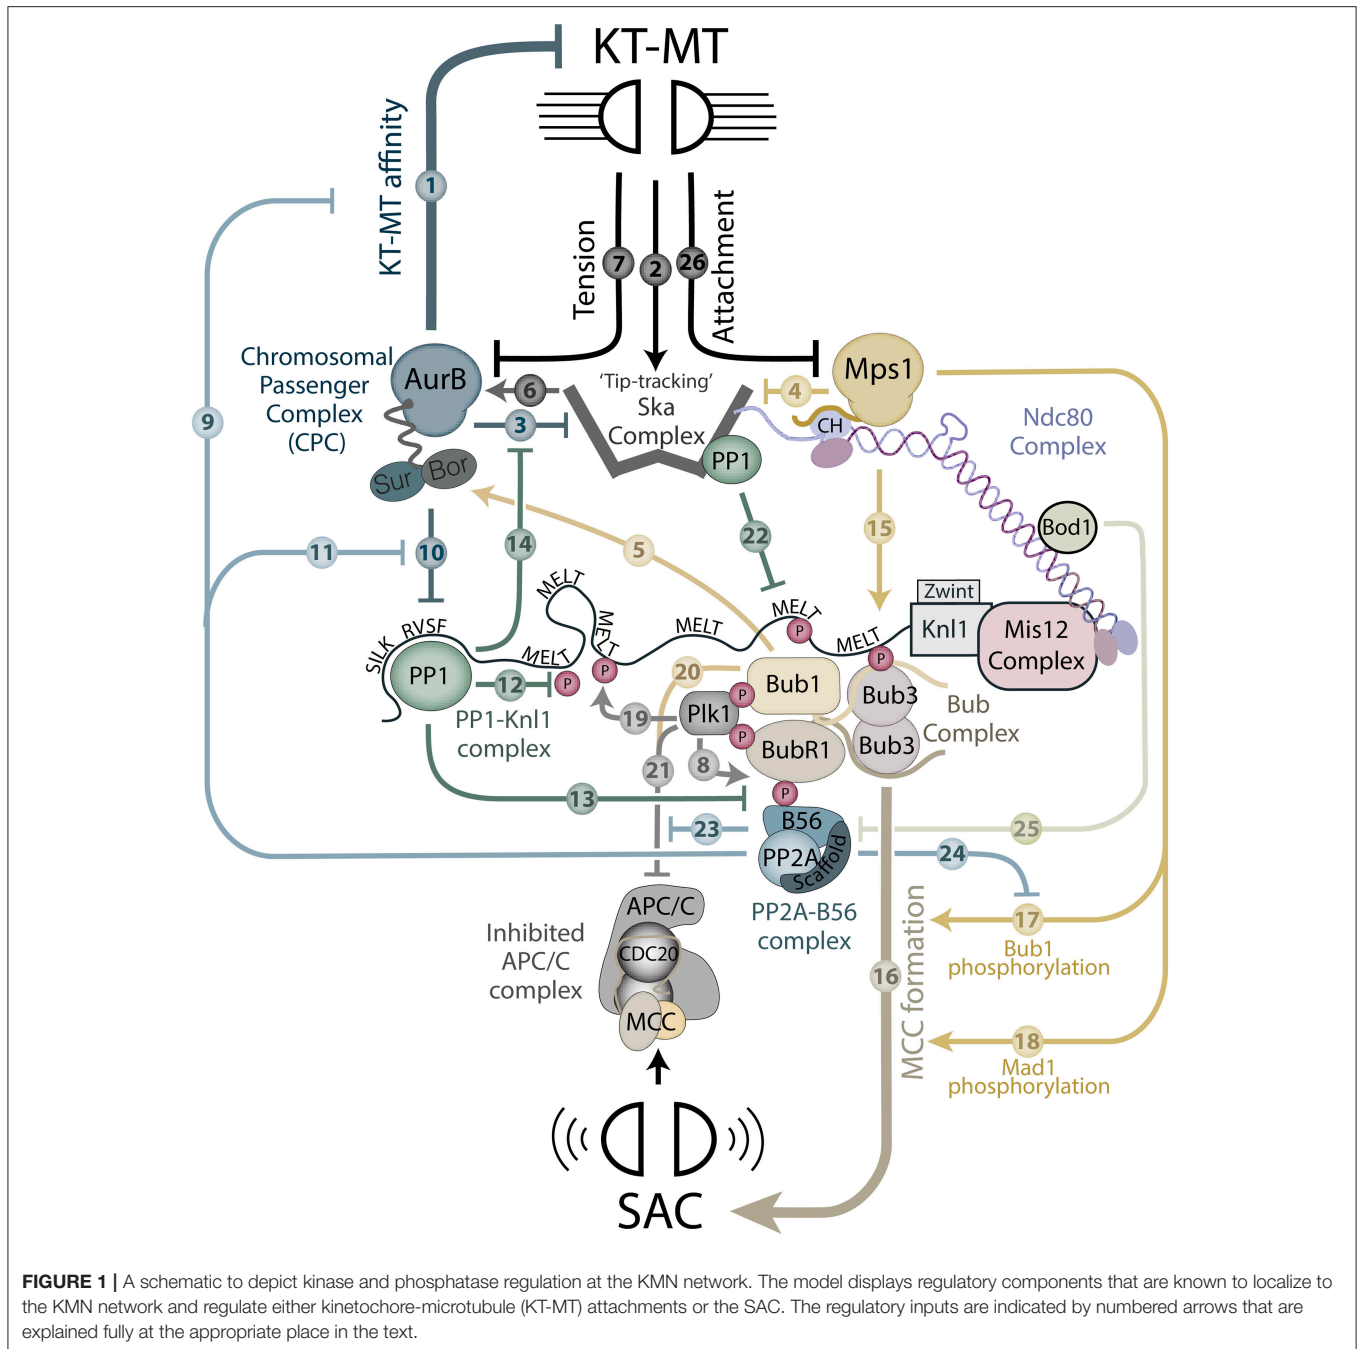 KT-MT
KT-MT affinity
1
Tension
7
2
26
Attachment
9
Chromosomal
Passenger
Complex
(CPC)
AurB
Sur
Bor
6
3
'Tip-tracking'
Ska
Complex
PP1
4
Mps1
CH
Ndc80
Complex
Bod1
10
11
14
5
22
15
SILK
RVSF
MELT
MELT
MELT
MELT
MELT
MELT
P
P
P
P
Zwint
Knl1
Mis12
Complex
PP1
12
PP1-Knl1
complex
20
19
21
8
13
Plk1
P
P
Bub1
BubR1
Bub3
Bub3
Bub
Complex
P
B56
PP2A
Scaffold
23
25
24
PP2A-B56
complex
17
Bub1
phosphorylation
16
MCC formation
18
Mad1
phosphorylation
Inhibited
APC/C
complex
APC/C
CDC20
MCC
SAC
FIGURE 1 | A schematic to depict kinase and phosphatase regulation at the KMN network. The model displays regulatory components that are known to localize to
the KMN network and regulate either kinetochore-microtubule (KT-MT) attachments or the SAC. The regulatory inputs are indicated by numbered arrows that are
explained fully at the appropriate place in the text.